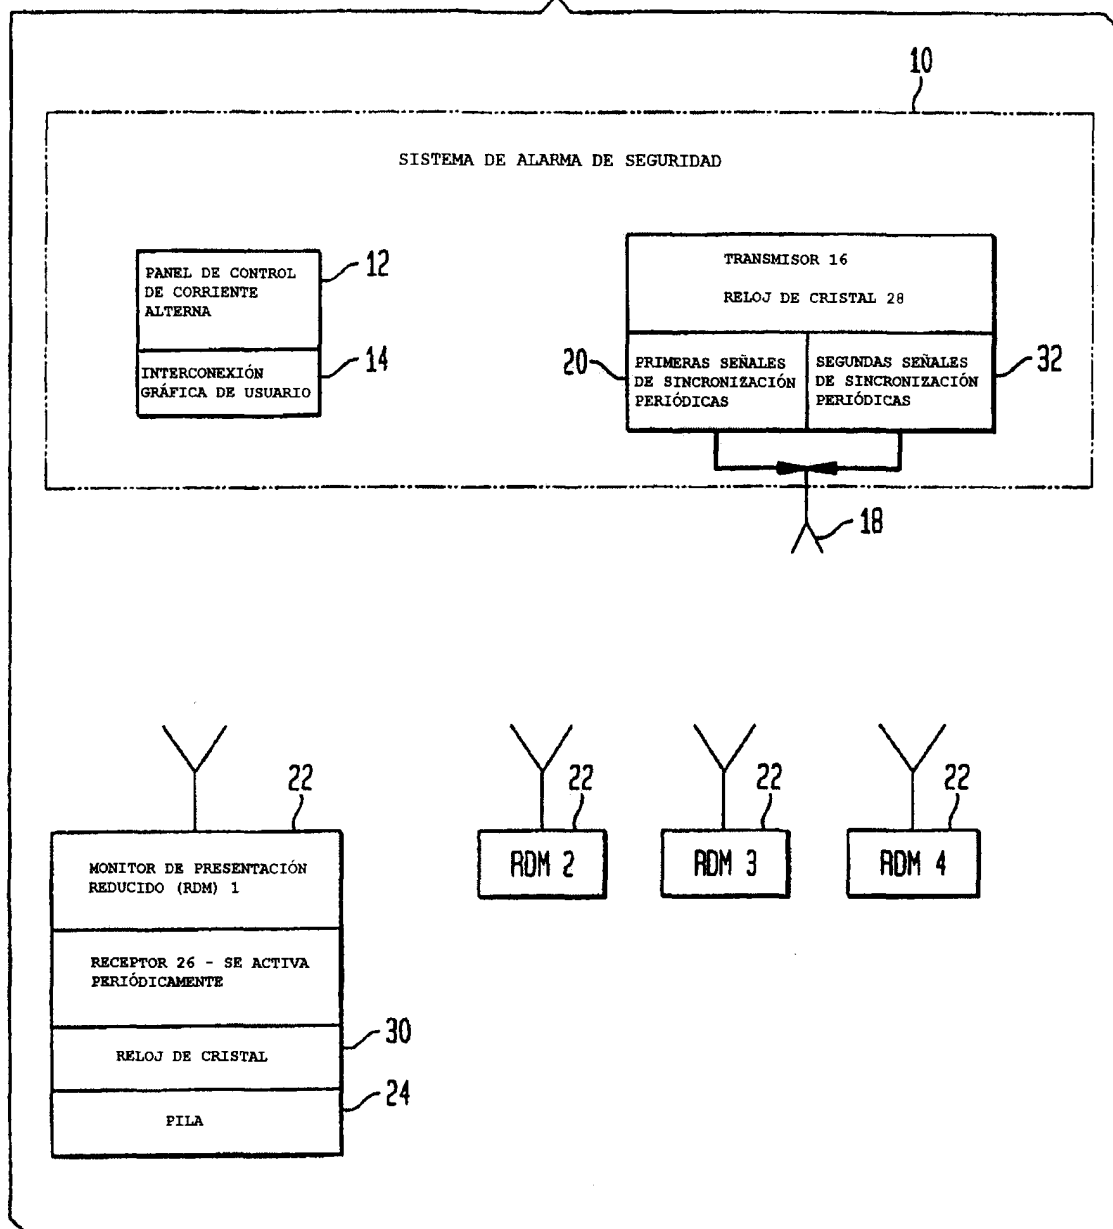 10
SISTEMA DE ALARMA DE SEGURIDAD
PANEL DE CONTROL
DE CORRIENTE
ALTERNA
12
INTERCONEXIÓN
GRÁFICA DE USUARIO
14
TRANSMISOR 16
RELOJ DE CRISTAL 28
20
PRIMERAS SEÑALES
DE SINCRONIZACIÓN
PERIÓDICAS
SEGUNDAS SEÑALES
DE SINCRONIZACIÓN
PERIÓDICAS
32
18
22
MONITOR DE PRESENTACIÓN
REDUCIDO (RDM) 1
RECEPTOR 26 - SE ACTIVA
PERIÓDICAMENTE
RELOJ DE CRISTAL
30
PILA
24
22
RDM 2
22
RDM 3
22
RDM 4